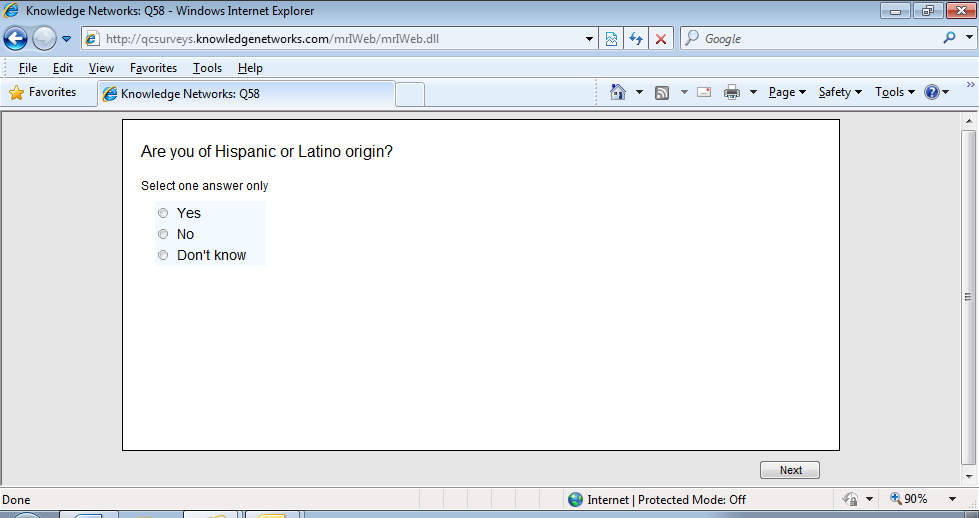 Knowledge Networks: Q58 - Windows Internet Explorer
http://qcsurveys.knowledgenetworks.com/mrIWeb/mrIWeb.dll
Google
File Edit View Favorites Tools Help
Favorites
Knowledge Networks: Q58
Page Safety Tools
Are you of Hispanic or Latino origin?
Select one answer only
Yes
No
Don't know
Next
Done
Internet | Protected Mode: Off
90%